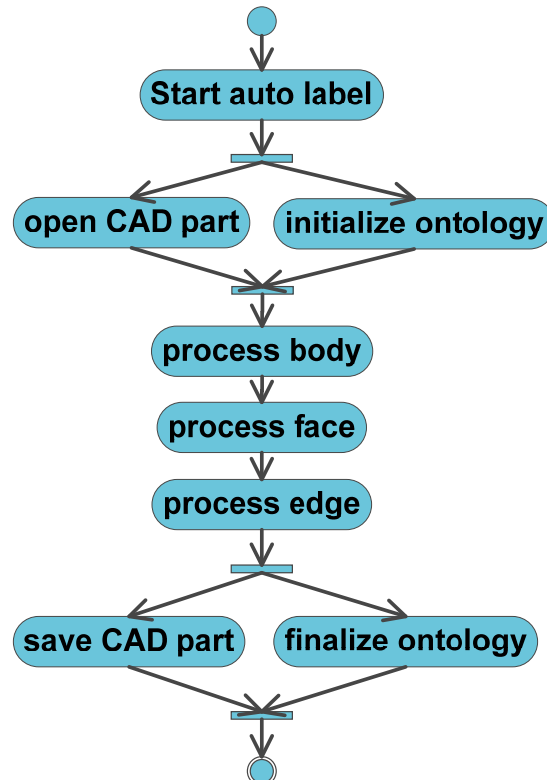 Start auto label
open CAD part
initialize ontology
process body
process face
process edge
save CAD part
finalize ontology